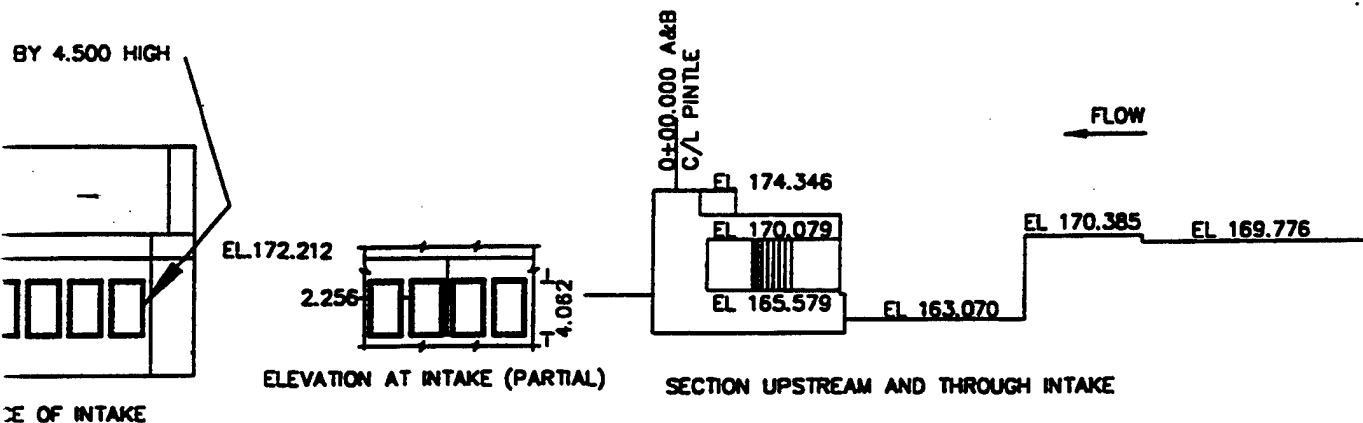 BY 4.500 HIGH
0+00.000 A&B
C/L PINTLE
FLOW
EL 174.346
EL 170.079
EL 170.385
EL 169.776
EL.172.212
2.256
4.062
EL 165.579
EL 163.070
ELEVATION AT INTAKE (PARTIAL)
SECTION UPSTREAM AND THROUGH INTAKE
OF INTAKE